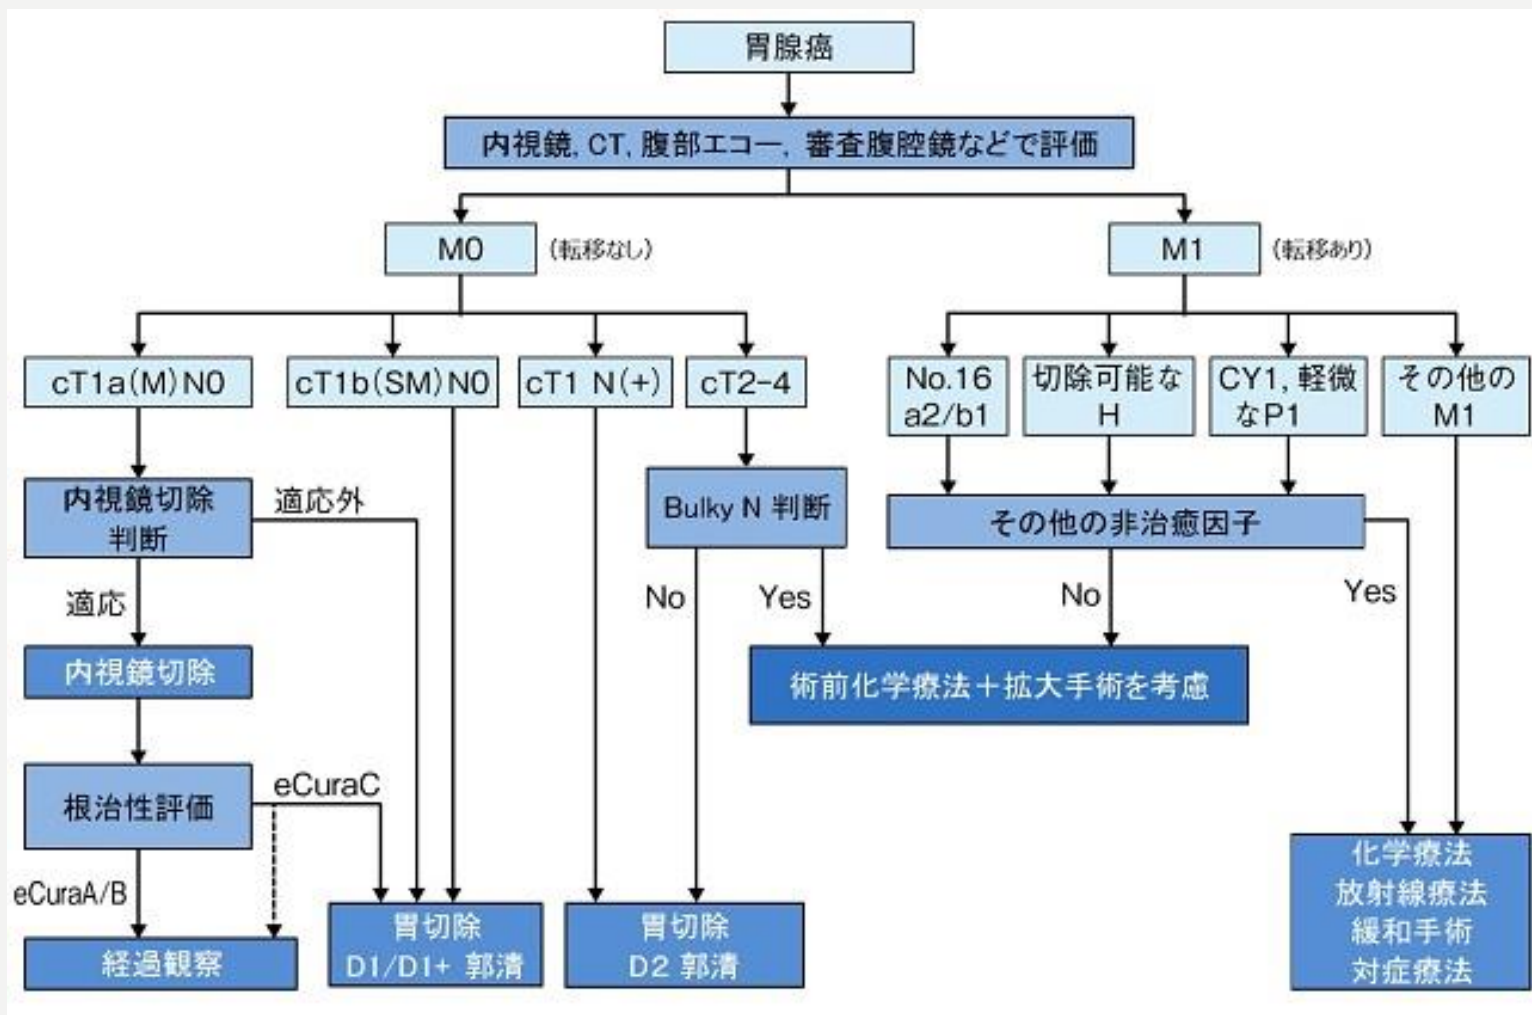 胃腺癌
内視鏡, CT, 腹部エコー, 審査腹腔鏡などで評価
M0
(転移なし)
M1
(転移あり)
cT1a(M)N0
cT1b(SM)N0
cT1 N(+)
cT2-4
No.16
a2/b1
切除可能な
H
CY1, 軽微
なP1
その他の
M1
内視鏡切除
判断
適応外
Bulky N 判断
その他の非治癒因子
適応
No
Yes
No
Yes
内視鏡切除
術前化学療法+拡大手術を考慮
根治性評価
eCuraC
eCuraA/B
経過観察
胃切除
D1/D1+ 郭清
胃切除
D2 郭清
化学療法
放射線療法
緩和手術
対症療法